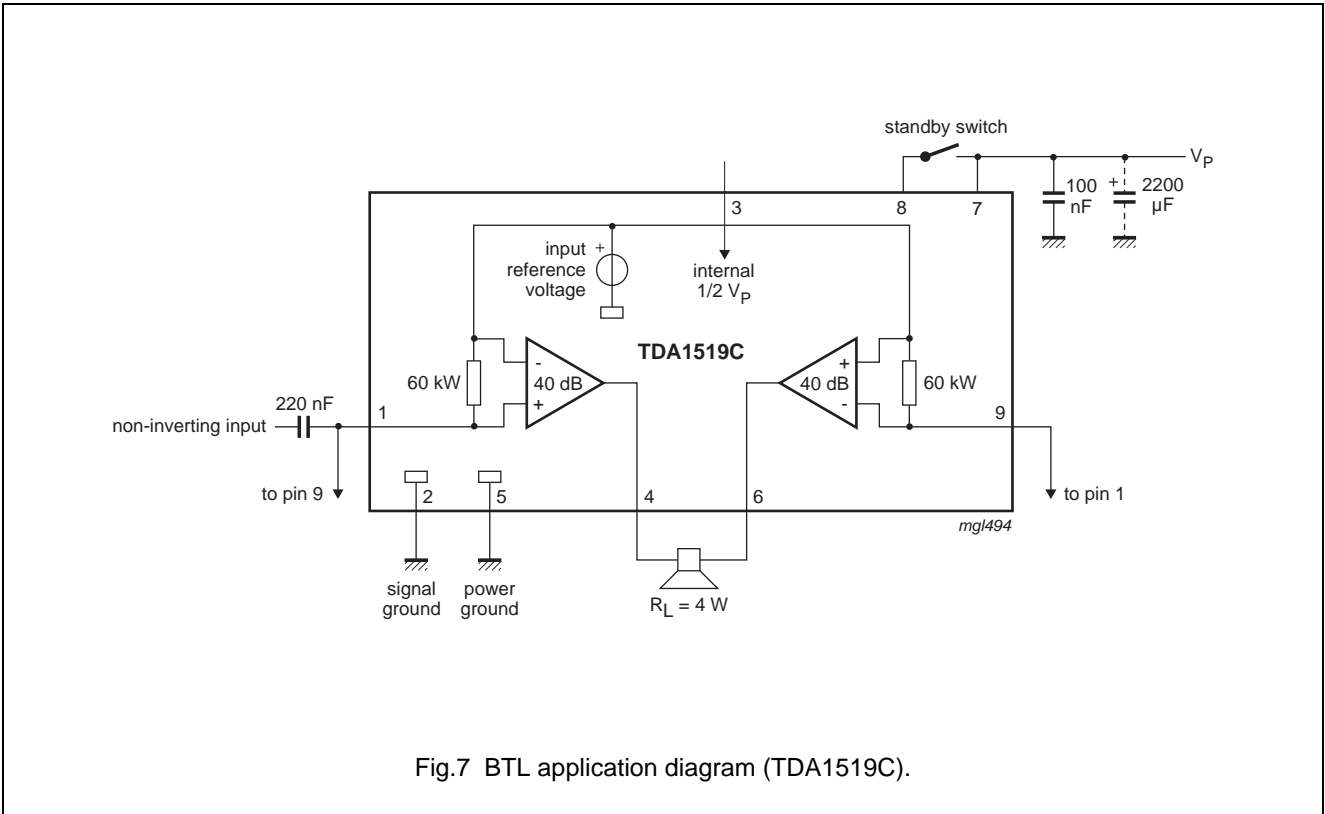 standby switch
V_P
100
nF
+
2200
µF
3
8
7
input
reference
voltage
+
internal
1/2 V_P
TDA1519C
60 kW
-
+
40 dB
+
-
40 dB
60 kW
220 nF
non-inverting input
1
9
to pin 9
to pin 1
2
5
4
6
mgl494
signal
ground
power
ground
R_L = 4 W
Fig.7 BTL application diagram (TDA1519C).